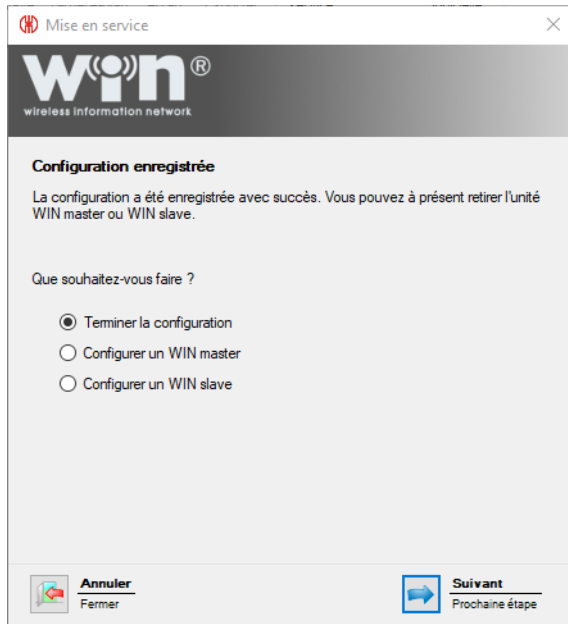 Mise en service
WIN®
wireless information network
Configuration enregistrée
La configuration a été enregistrée avec succès. Vous pouvez à présent retirer l'unité
WIN master ou WIN slave.
Que souhaitez-vous faire ?
Terminer la configuration
Configurer un WIN master
Configurer un WIN slave
Annuler
Fermer
Suivant
Prochaine étape